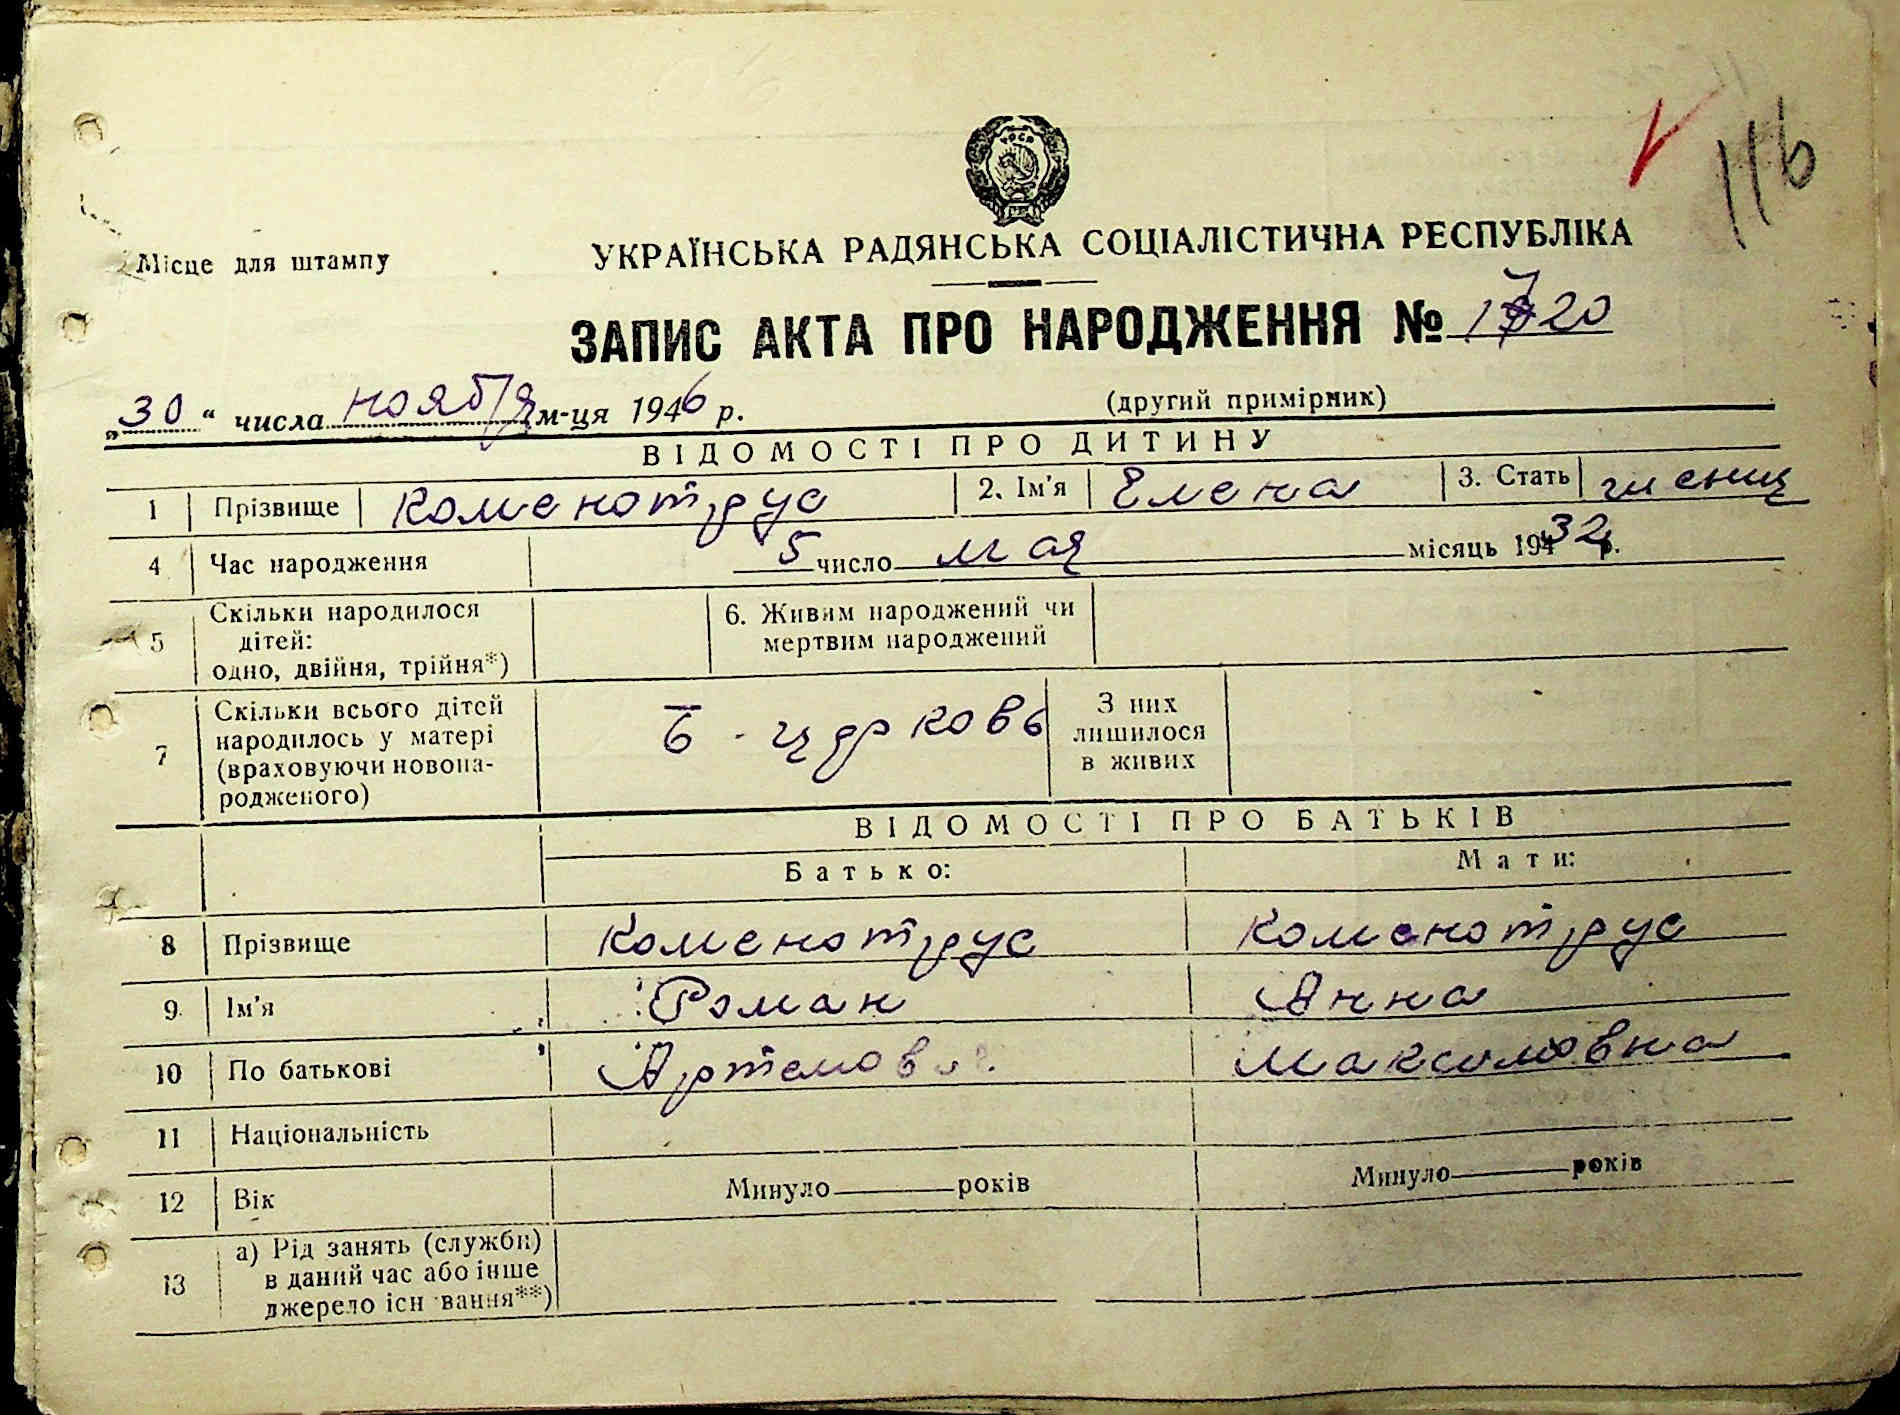 116
Місце для штампу
УКРАЇНСЬКА РАДЯНСЬКА СОЦІАЛІСТИЧНА РЕСПУБЛІКА
ЗАПИС АКТА ПРО НАРОДЖЕННЯ № 1720
(другий примірник)
„30“ числа ноября м-ця 1946 р.
ВІДОМОСТІ ПРО ДИТИНУ
1 Прізвище Коменотрус 2. Ім'я Елена 3. Стать женщ
4 Час народження 5 число мая місяць 1932 р.
5 Скільки народилося дітей: одно, двійня, трійня*) 6. Живим народжений чи мертвим народжений
7 Скільки всього дітей народилось у матері (враховуючи новона-родженого) Б-церковь З них лишилося в живих
ВІДОМОСТІ ПРО БАТЬКІВ
Батько: Мати:
8 Прізвище Коменотрус Коменотрус
9 Ім'я Роман Анна
10 По батькові Артемович Максимовна
11 Національність
12 Вік Минуло років Минуло років
13 а) Рід занять (служби)
в даний час або інше
джерело існ вання**)